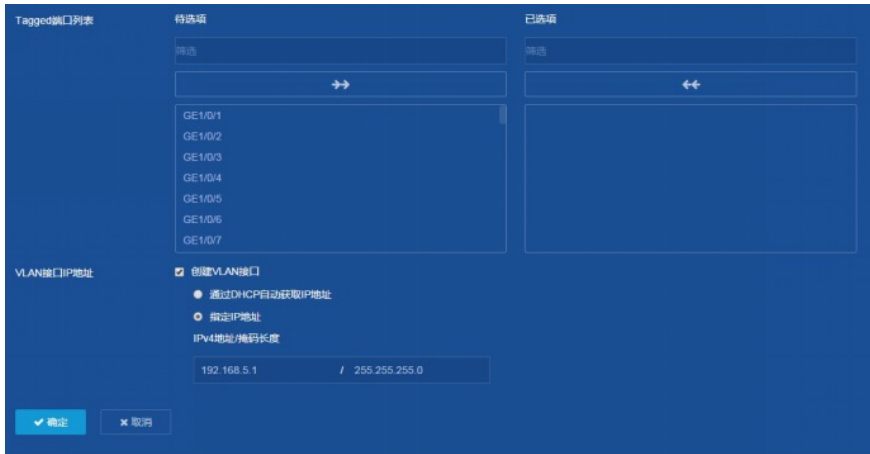 Tagged端口列表
待选项
已选项
筛选
筛选
GE1/0/1
GE1/0/2
GE1/0/3
GE1/0/4
GE1/0/5
GE1/0/6
GE1/0/7
VLAN接口IP地址
创建VLAN接口
通过DHCP自动获取IP地址
指定IP地址
IPv4地址/掩码长度
192.168.5.1 / 255.255.255.0
确定
取消